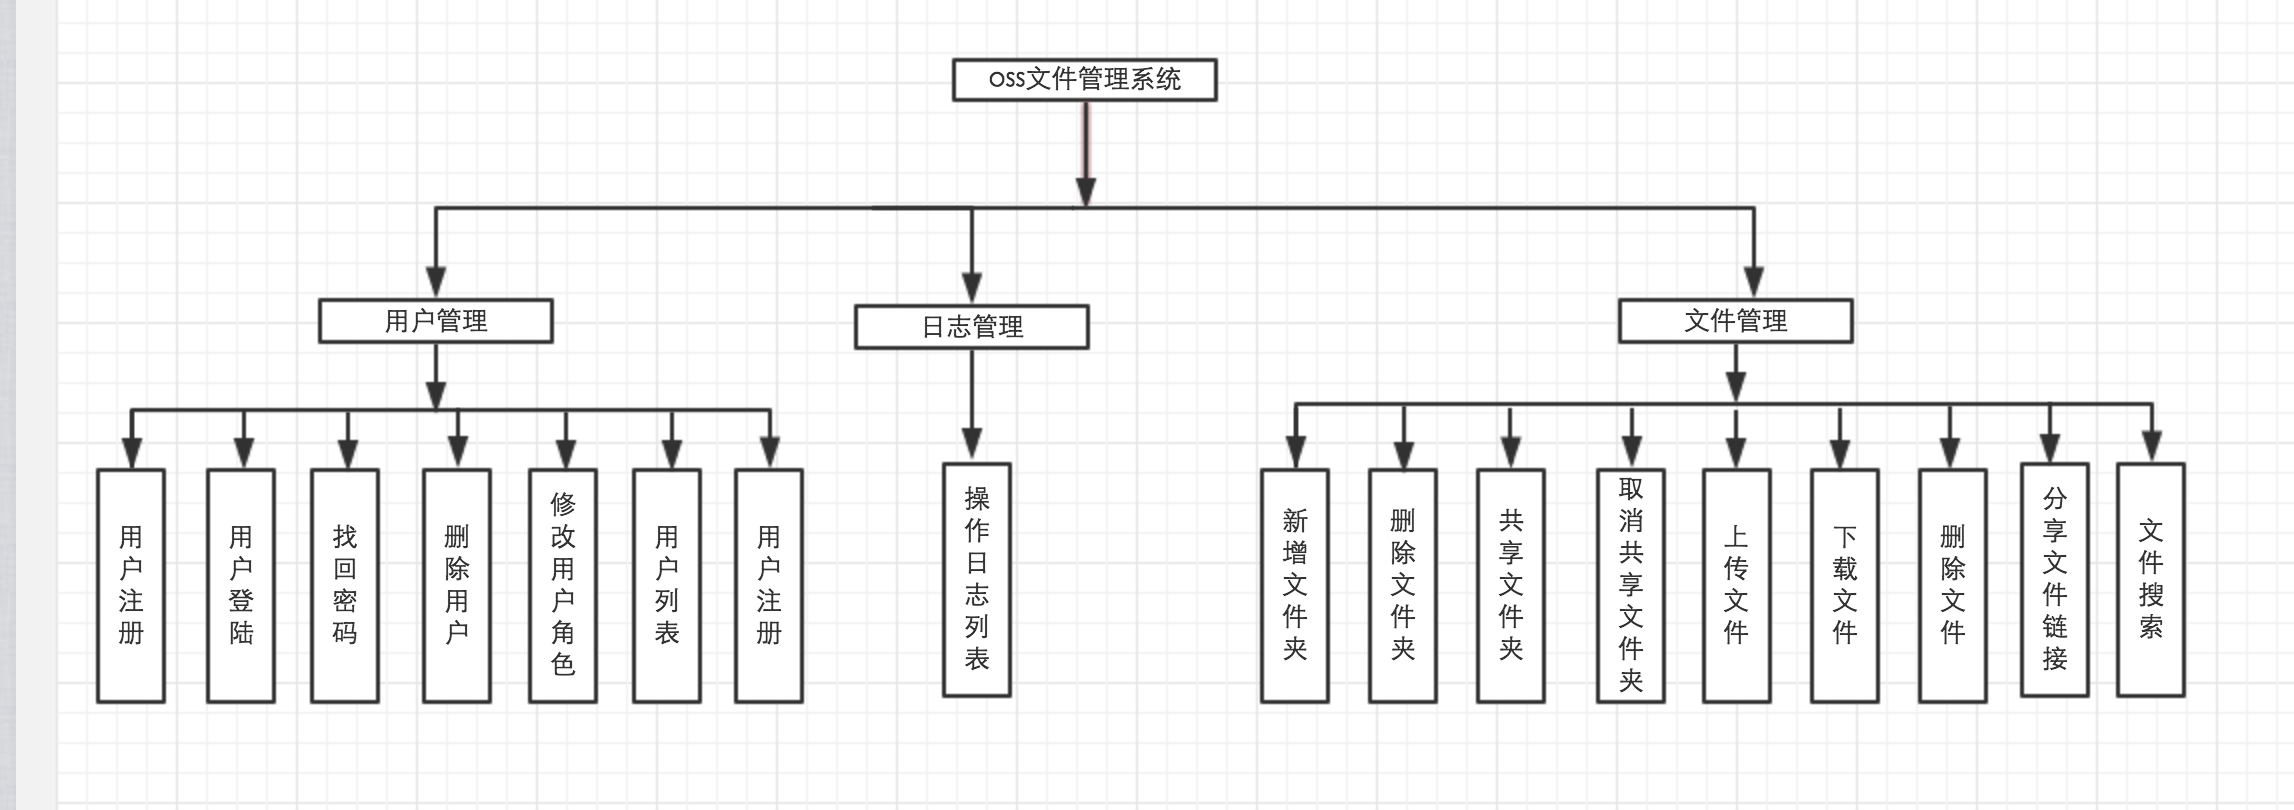 oss文件管理系统
用户管理
日志管理
文件管理
用户注册
用户登陆
找回密码
删除用户
修改用户角色
用户列表
用户注册
操作日志列表
新增文件夹
删除文件夹
共享文件夹
取消共享文件夹
上传文件
下载文件
删除文件
分享文件链接
文件搜索